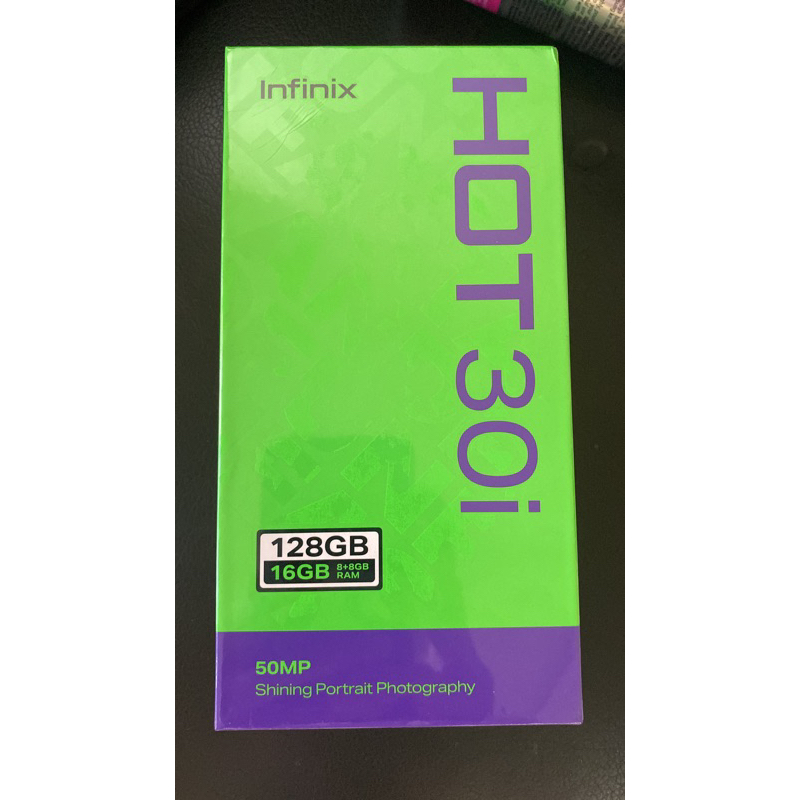 Infinix
HOT 30i
128GB
16GB 8+8GB RAM
50MP
Shining Portrait Photography